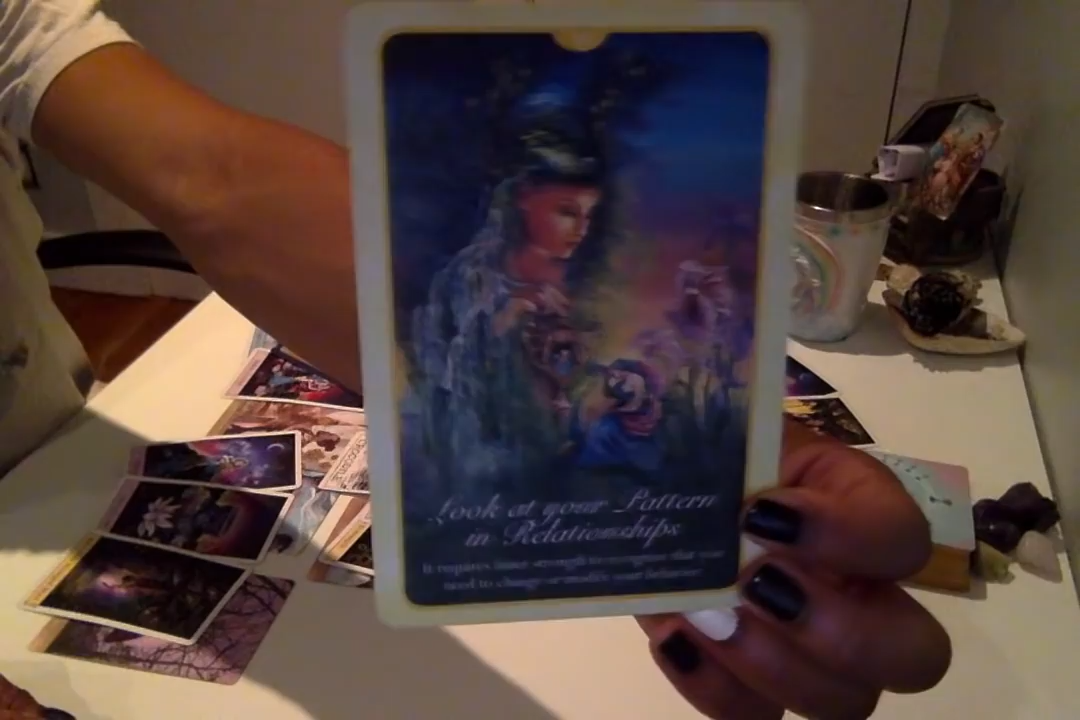 Look at your Pattern
in Relationships
It requires inner strength to recognize that you
need to change or modify your behavior.